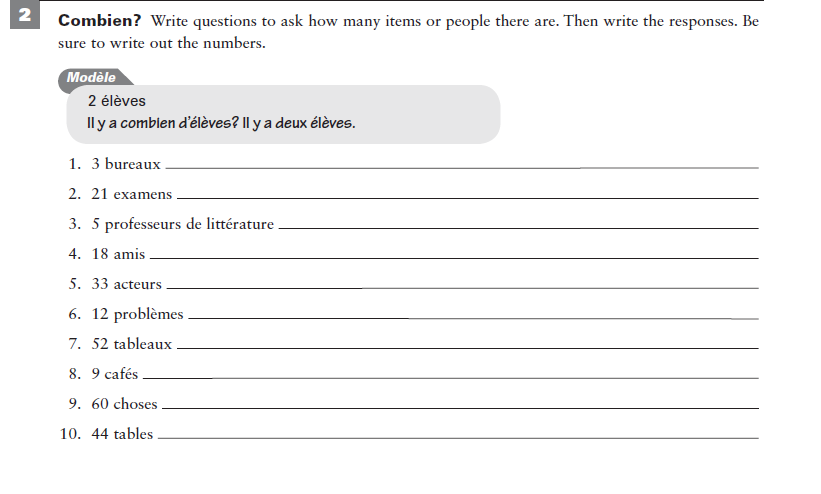 2 Combien? Write questions to ask how many items or people there are. Then write the responses. Be
sure to write out the numbers.
Modèle
2 élèves
Il y a combien d'élèves? Il y a deux élèves.
1. 3 bureaux
2. 21 examens
3. 5 professeurs de littérature
4. 18 amis
5. 33 acteurs
6. 12 problèmes
7. 52 tableaux
8. 9 cafés
9. 60 choses
10. 44 tables